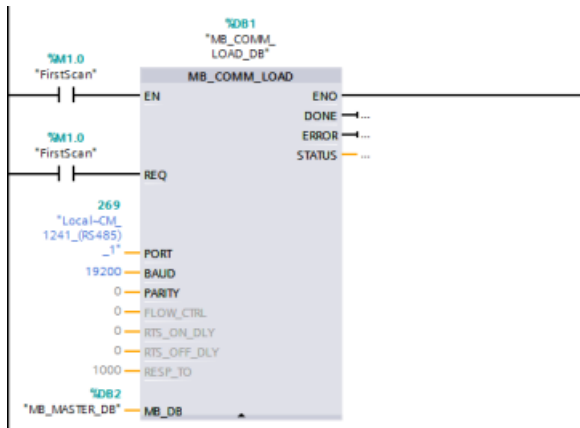 %DB1
"MB_COMM_
LOAD_DB"
%M1.0
"FirstScan"
MB_COMM_LOAD
EN
ENO
DONE
...
ERROR
...
STATUS
...
%M1.0
"FirstScan"
REQ
269
"Local~CM_
1241_(RS485)
_1"
PORT
19200
BAUD
0
PARITY
0
FLOW_CTRL
0
RTS_ON_DLY
0
RTS_OFF_DLY
1000
RESP_TO
%DB2
"MB_MASTER_DB"
MB_DB